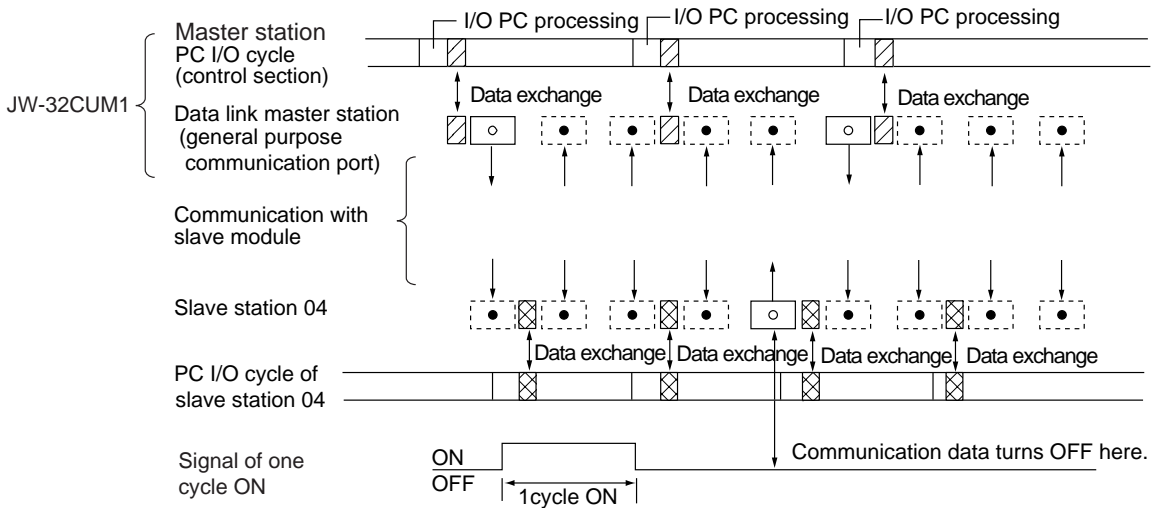 I/O PC processing
I/O PC processing
I/O PC processing
Master station
PC I/O cycle
(control section)
JW-32CUM1
Data exchange
Data exchange
Data exchange
Data link master station
(general purpose
communication port)
Communication with
slave module
Slave station 04
Data exchange
Data exchange
Data exchange
Data exchange
PC I/O cycle of
slave station 04
Signal of one
cycle ON
ON
OFF
1cycle ON
Communication data turns OFF here.